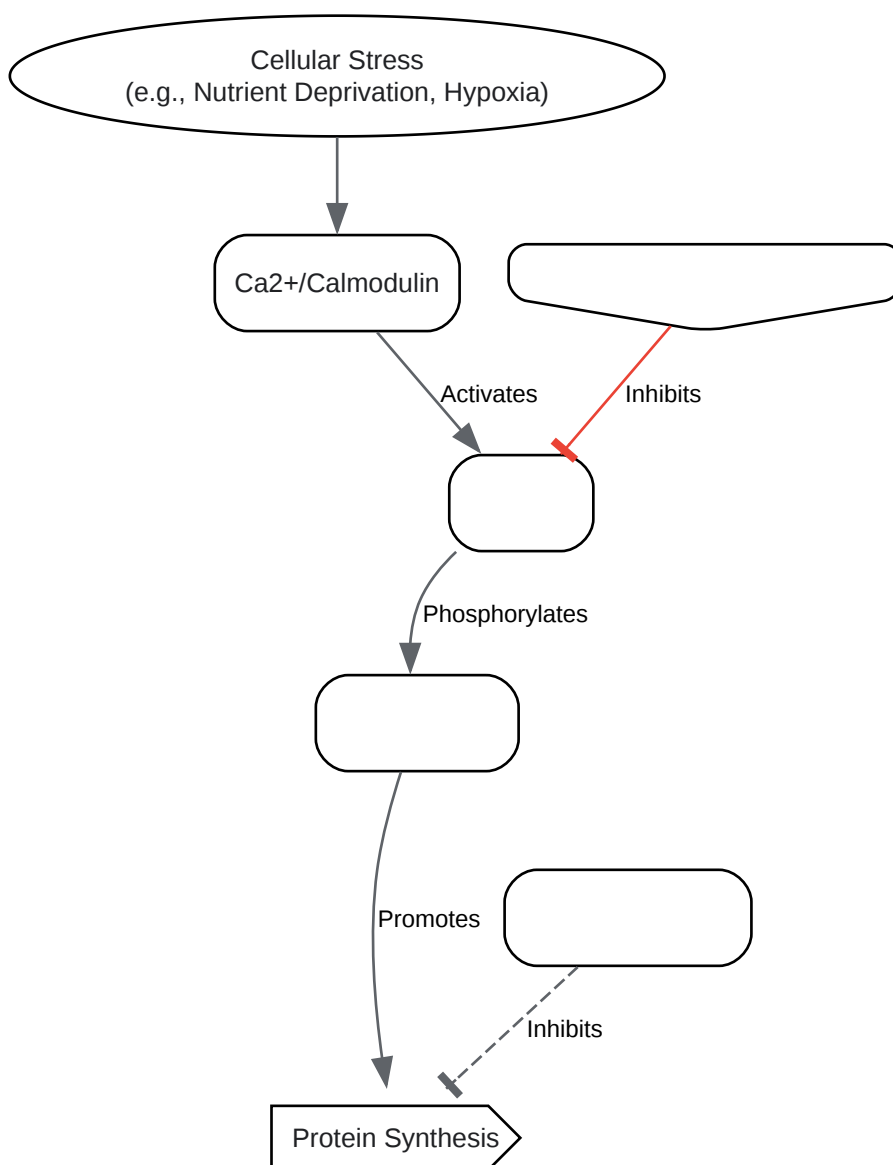 Cellular Stress
(e.g., Nutrient Deprivation, Hypoxia)
Ca2+/Calmodulin
Activates
Inhibits
Phosphorylates
Promotes
Inhibits
Protein Synthesis